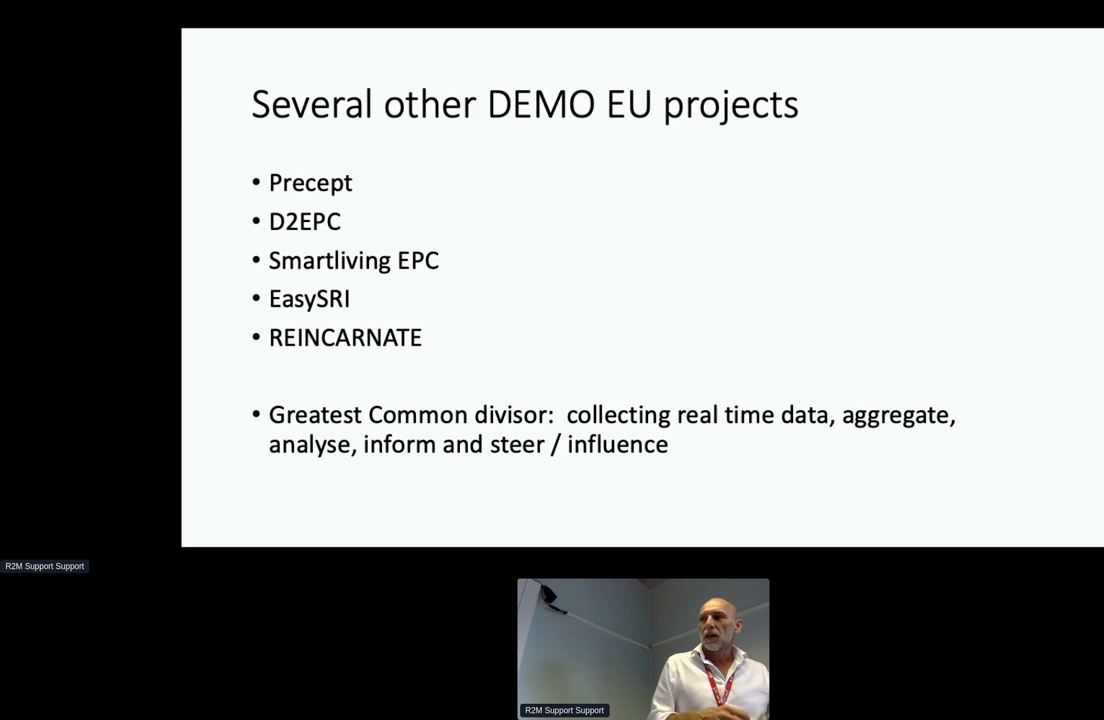 Several other DEMO EU projects
• Precept
• D2EPC
• Smartliving EPC
• EasySRI
• REINCARNATE
• Greatest Common divisor:  collecting real time data, aggregate,
analyse, inform and steer / influence
R2M Support Support
R2M Support Support